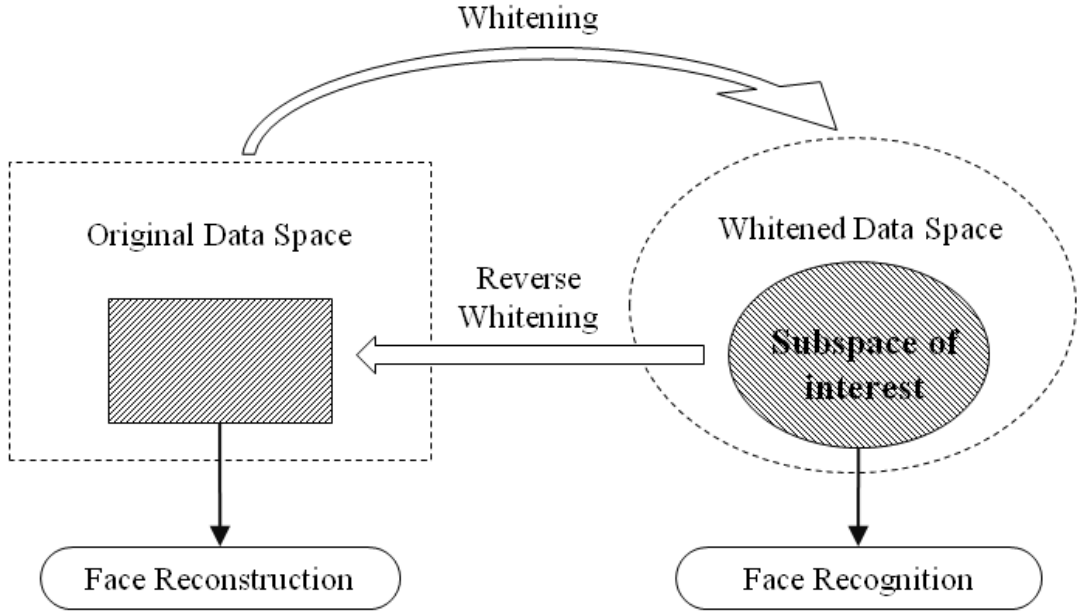 Whitening
Original Data Space
Whitened Data Space
Reverse
Whitening
Subspace of
interest
Face Reconstruction
Face Recognition